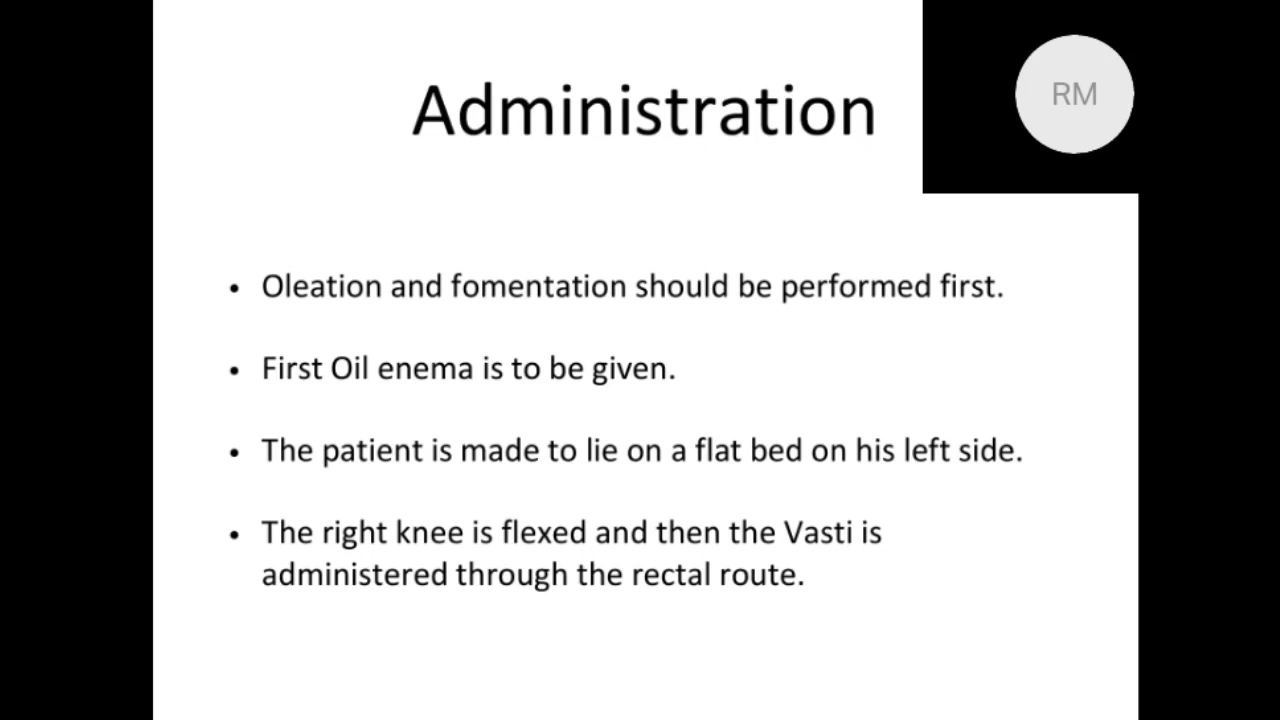 Administration
RM
• Oleation and fomentation should be performed first.
• First Oil enema is to be given.
• The patient is made to lie on a flat bed on his left side.
• The right knee is flexed and then the Vasti is
administered through the rectal route.